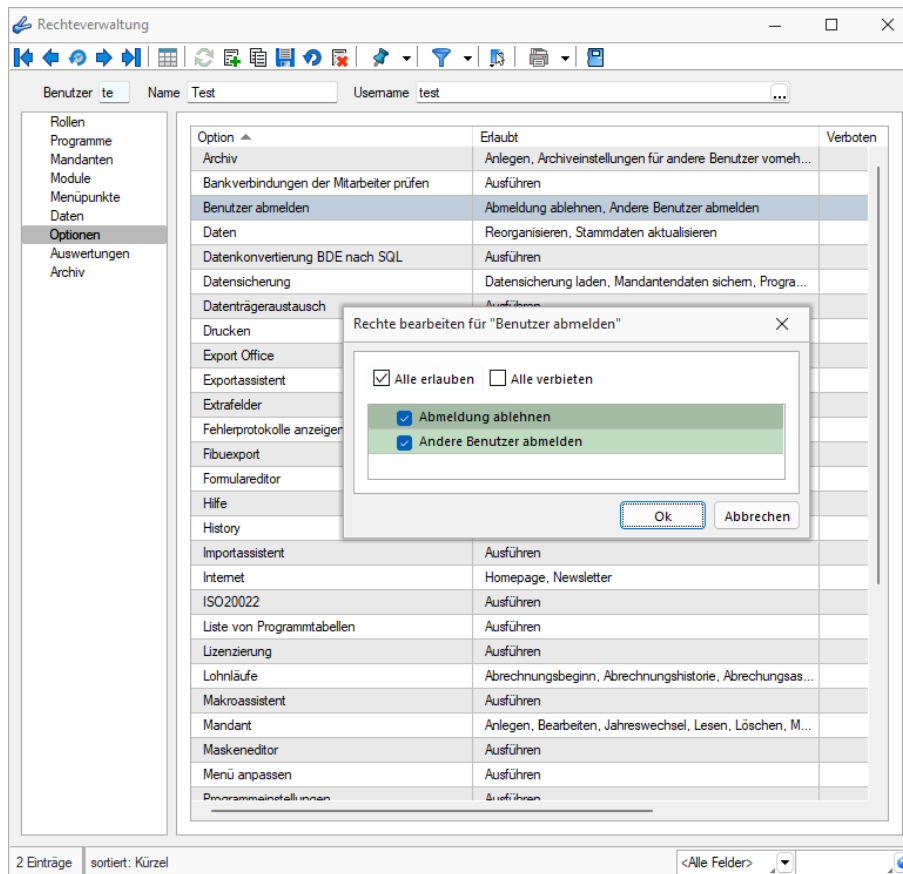 Rechteverwaltung
Benutzer te Name Test Username test ...
Rollen
Programme
Mandanten
Module
Menüpunkte
Daten
Optionen
Auswertungen
Archiv
Option Erlaubt Verboten
Archiv Anlegen, Archiveinstellungen für andere Benutzer vorneh...
Bankverbindungen der Mitarbeiter prüfen Ausführen
Benutzer abmelden Abmeldung ablehnen, Andere Benutzer abmelden
Daten Reorganisieren, Stammdaten aktualisieren
Datenkonvertierung BDE nach SQL Ausführen
Datensicherung Datensicherung laden, Mandantendaten sichern, Progra...
Datenträgeraustausch Ausführen
Drucken
Export Office
Exportassistent
Extrafelder
Fehlerprotokolle anzeigen
Fibuexport
Formulareditor
Hilfe
History
Rechte bearbeiten für "Benutzer abmelden"
Alle erlauben Alle verbieten
Abmeldung ablehnen
Andere Benutzer abmelden
Ok Abbrechen
Importassistent Ausführen
Internet Homepage, Newsletter
ISO20022 Ausführen
Liste von Programmtabellen Ausführen
Lizenzierung Ausführen
Lohnläufe Abrechnungsbeginn, Abrechnungshistorie, Abrechungsas...
Makroassistent Ausführen
Mandant Anlegen, Bearbeiten, Jahreswechsel, Lesen, Löschen, M...
Maskeneditor Ausführen
Menü anpassen Ausführen
Programmeinstellungen Ausführen
2 Einträge sortiert: Kürzel <Alle Felder>